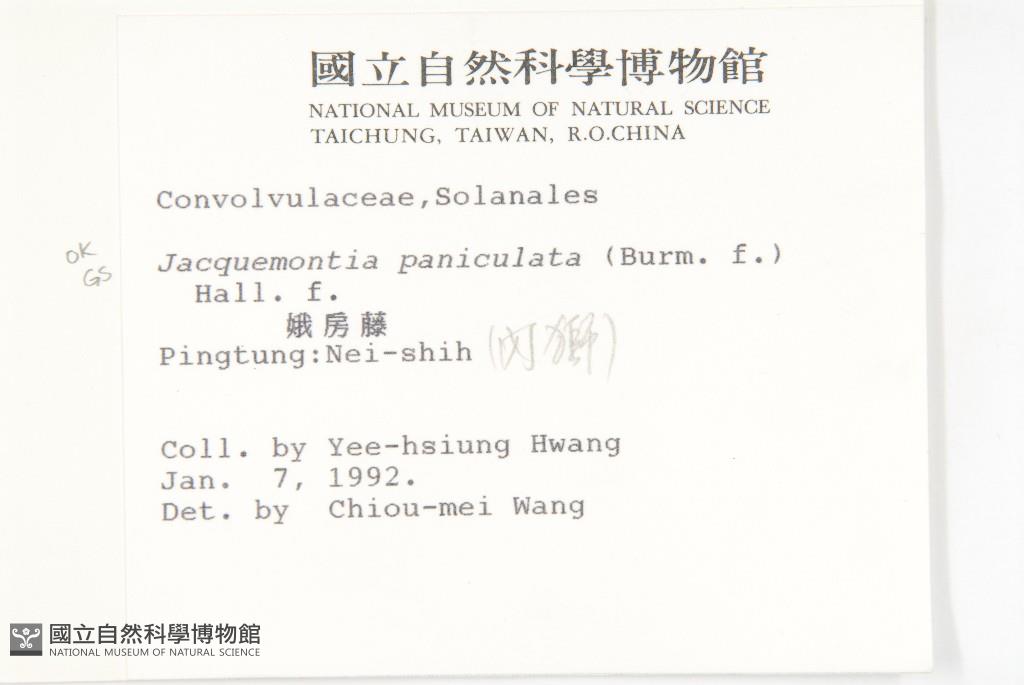 國立自然科學博物館
NATIONAL MUSEUM OF NATURAL SCIENCE
TAICHUNG, TAIWAN, R.O.CHINA
Convolvulaceae,Solanales
OK
GS
Jacquemontia paniculata (Burm. f.)
Hall. f.
娥房藤
Pingtung:Nei-shih (內獅)
Coll. by Yee-hsiung Hwang
Jan. 7, 1992.
Det. by Chiou-mei Wang
國立自然科學博物館
NATIONAL MUSEUM OF NATURAL SCIENCE